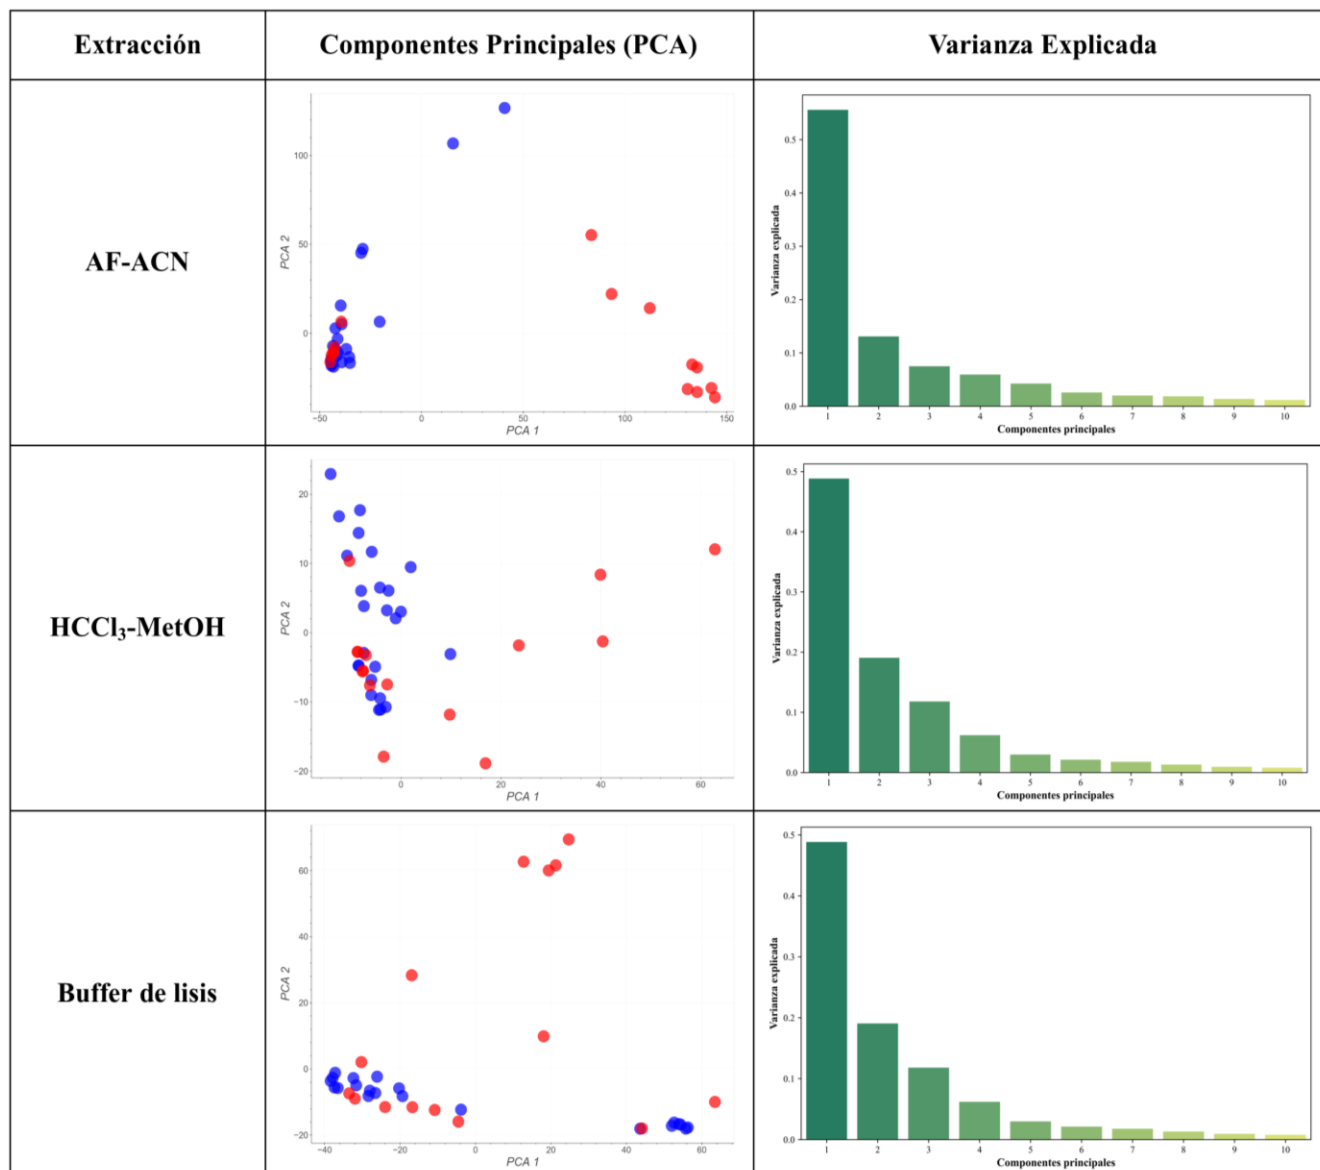 Extracción
Componentes Principales (PCA)
Varianza Explicada
AF-ACN
100
50
0
PCA 2
−50
0
50
100
150
PCA 1
0.5
0.4
0.3
0.2
0.1
0.0
Varianza explicada
1 2 3 4 5 6 7 8 9 10
Componentes principales
HCCl₃-MetOH
20
10
0
−10
−20
PCA 2
0
20
40
60
PCA 1
0.5
0.4
0.3
0.2
0.1
0.0
Varianza explicada
1 2 3 4 5 6 7 8 9 10
Componentes principales
Buffer de lisis
60
40
20
0
−20
PCA 2
−40
−20
0
20
40
60
PCA 1
0.5
0.4
0.3
0.2
0.1
0.0
Varianza explicada
1 2 3 4 5 6 7 8 9 10
Componentes principales